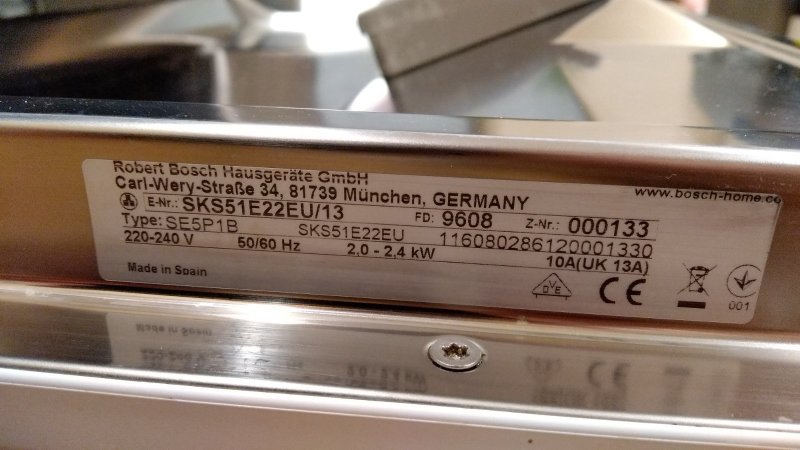 Robert Bosch Hausgeräte GmbH
Carl-Wery-Straße 34, 81739 München, GERMANY
www.bosch-home.co
E-Nr.: SKS51E22EU/13 FD: 9608 Z-Nr.: 000133
Type: SE5P1B SKS51E22EU 116080286120001330
220-240 V 50/60 Hz 2,0 - 2,4 kW 10A(UK 13A)
Made in Spain
VDE CE 001